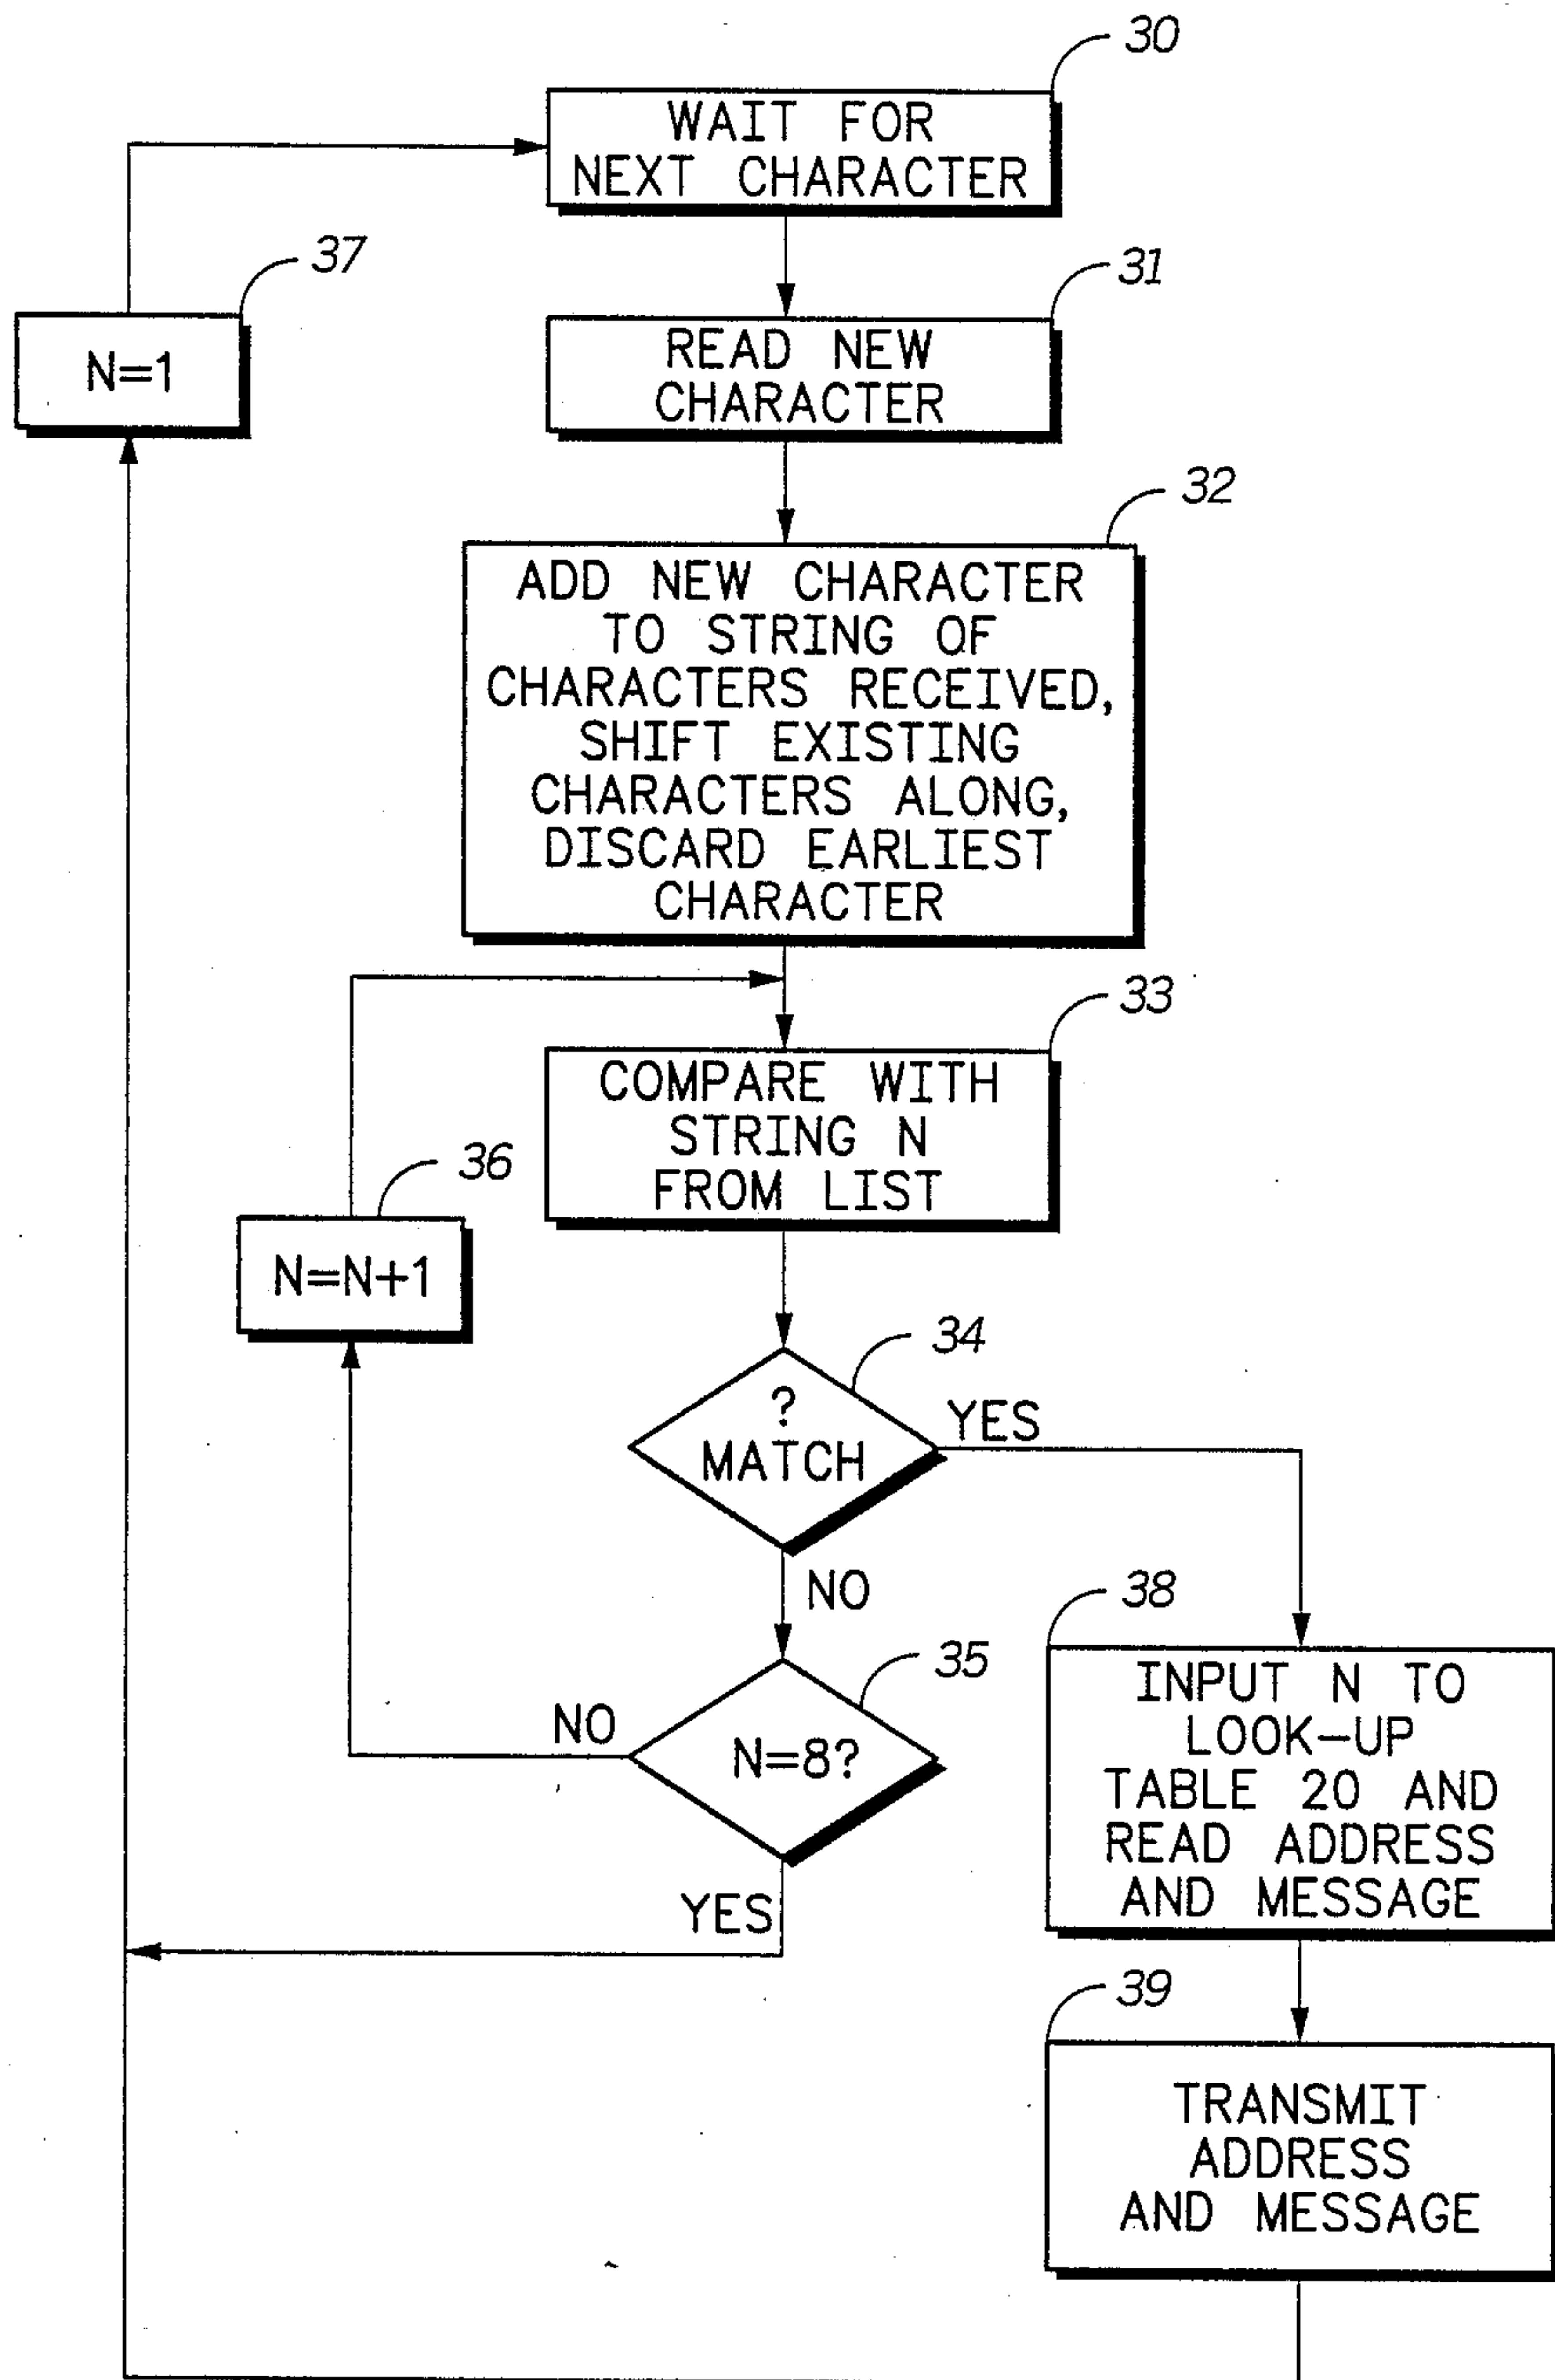 30
WAIT FOR
NEXT CHARACTER
37
N=1
31
READ NEW
CHARACTER
32
ADD NEW CHARACTER
TO STRING OF
CHARACTERS RECEIVED,
SHIFT EXISTING
CHARACTERS ALONG,
DISCARD EARLIEST
CHARACTER
33
COMPARE WITH
STRING N
FROM LIST
36
N=N+1
34
?
MATCH
YES
NO
35
N=8?
NO
YES
38
INPUT N TO
LOOK-UP
TABLE 20 AND
READ ADDRESS
AND MESSAGE
39
TRANSMIT
ADDRESS
AND MESSAGE